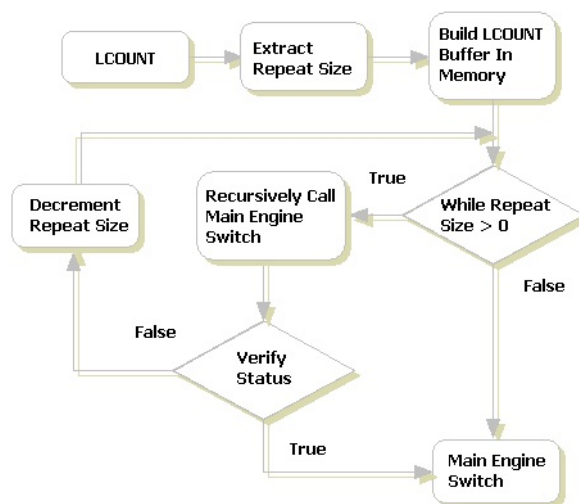 LCOUNT
Extract
Repeat Size
Build LCOUNT
Buffer In
Memory
True
While Repeat
Size > 0
Recursively Call
Main Engine
Switch
Decrement
Repeat Size
False
False
Verify
Status
True
Main Engine
Switch